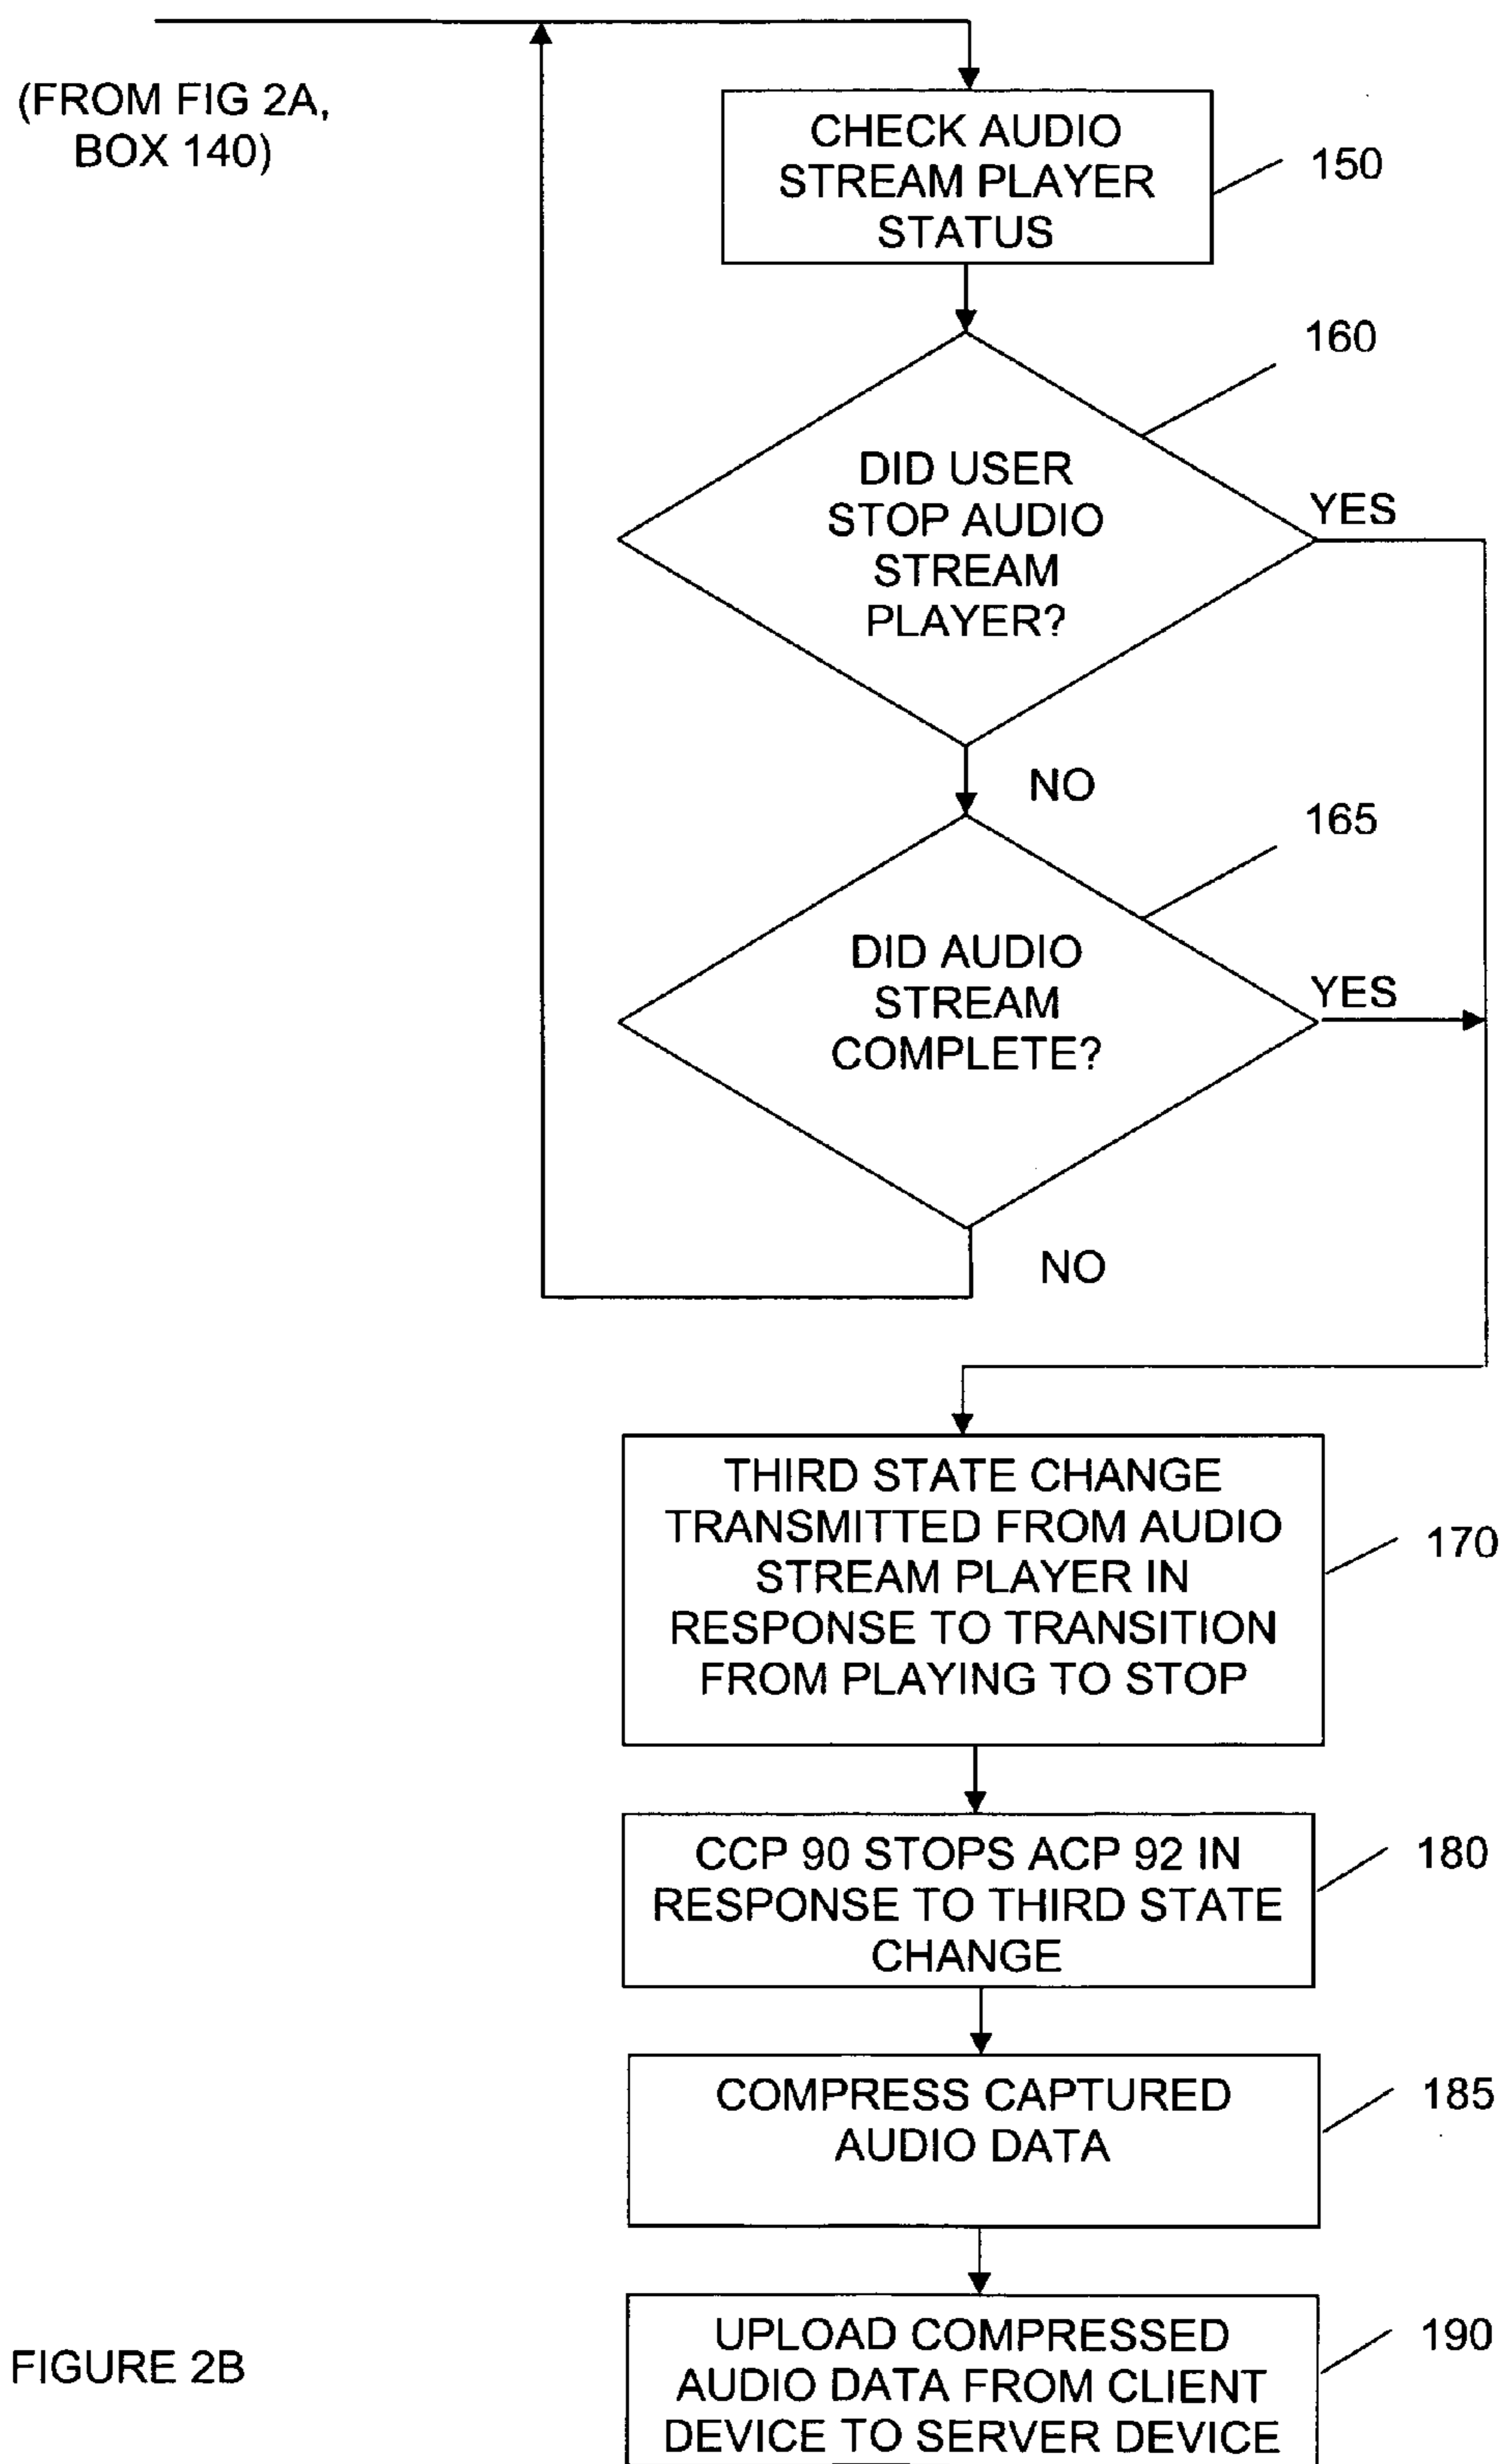 (FROM FIG 2A,
BOX 140)
CHECK AUDIO
STREAM PLAYER
STATUS
150
160
DID USER
STOP AUDIO
STREAM
PLAYER?
YES
NO
165
DID AUDIO
STREAM
COMPLETE?
YES
NO
THIRD STATE CHANGE
TRANSMITTED FROM AUDIO
STREAM PLAYER IN
RESPONSE TO TRANSITION
FROM PLAYING TO STOP
170
CCP 90 STOPS ACP 92 IN
RESPONSE TO THIRD STATE
CHANGE
180
COMPRESS CAPTURED
AUDIO DATA
185
UPLOAD COMPRESSED
AUDIO DATA FROM CLIENT
DEVICE TO SERVER DEVICE
190
FIGURE 2B